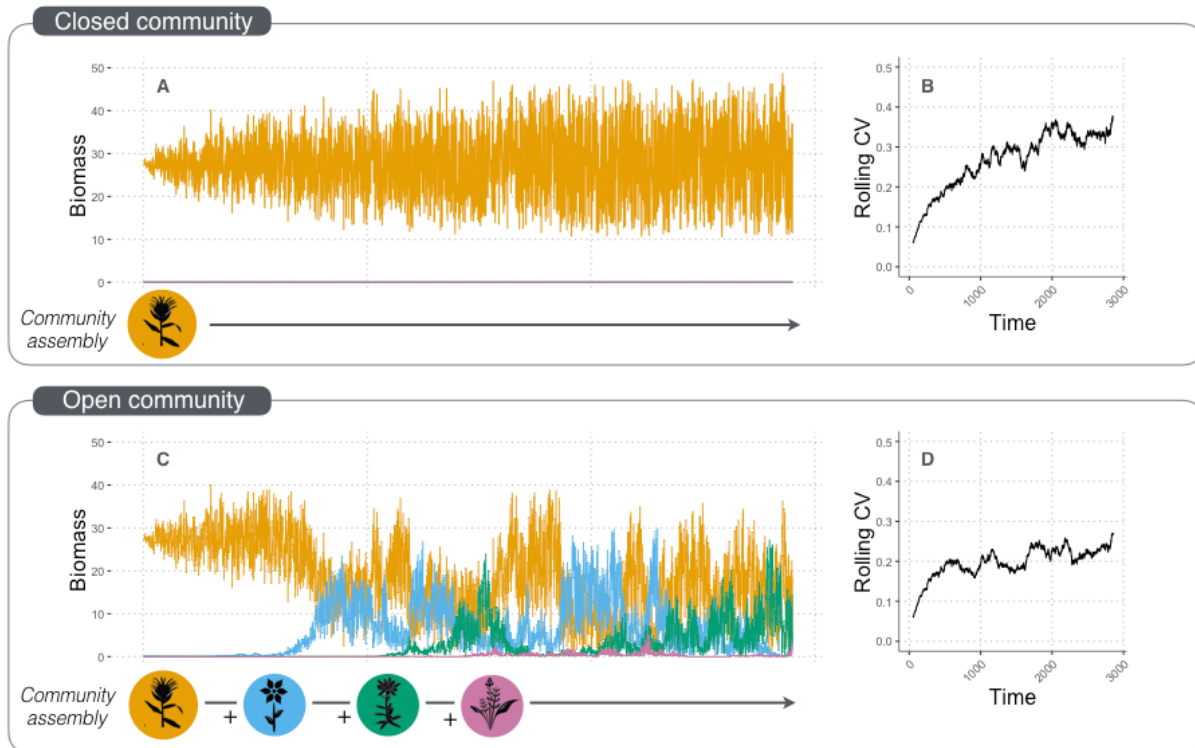 Closed community
A
Biomass
50
40
30
20
10
0
Community
assembly
B
Rolling CV
0.5
0.4
0.3
0.2
0.1
0.0
0
1000
2000
3000
Time
Open community
C
Biomass
50
40
30
20
10
0
Community
assembly
+
+
+
D
Rolling CV
0.5
0.4
0.3
0.2
0.1
0.0
0
1000
2000
3000
Time